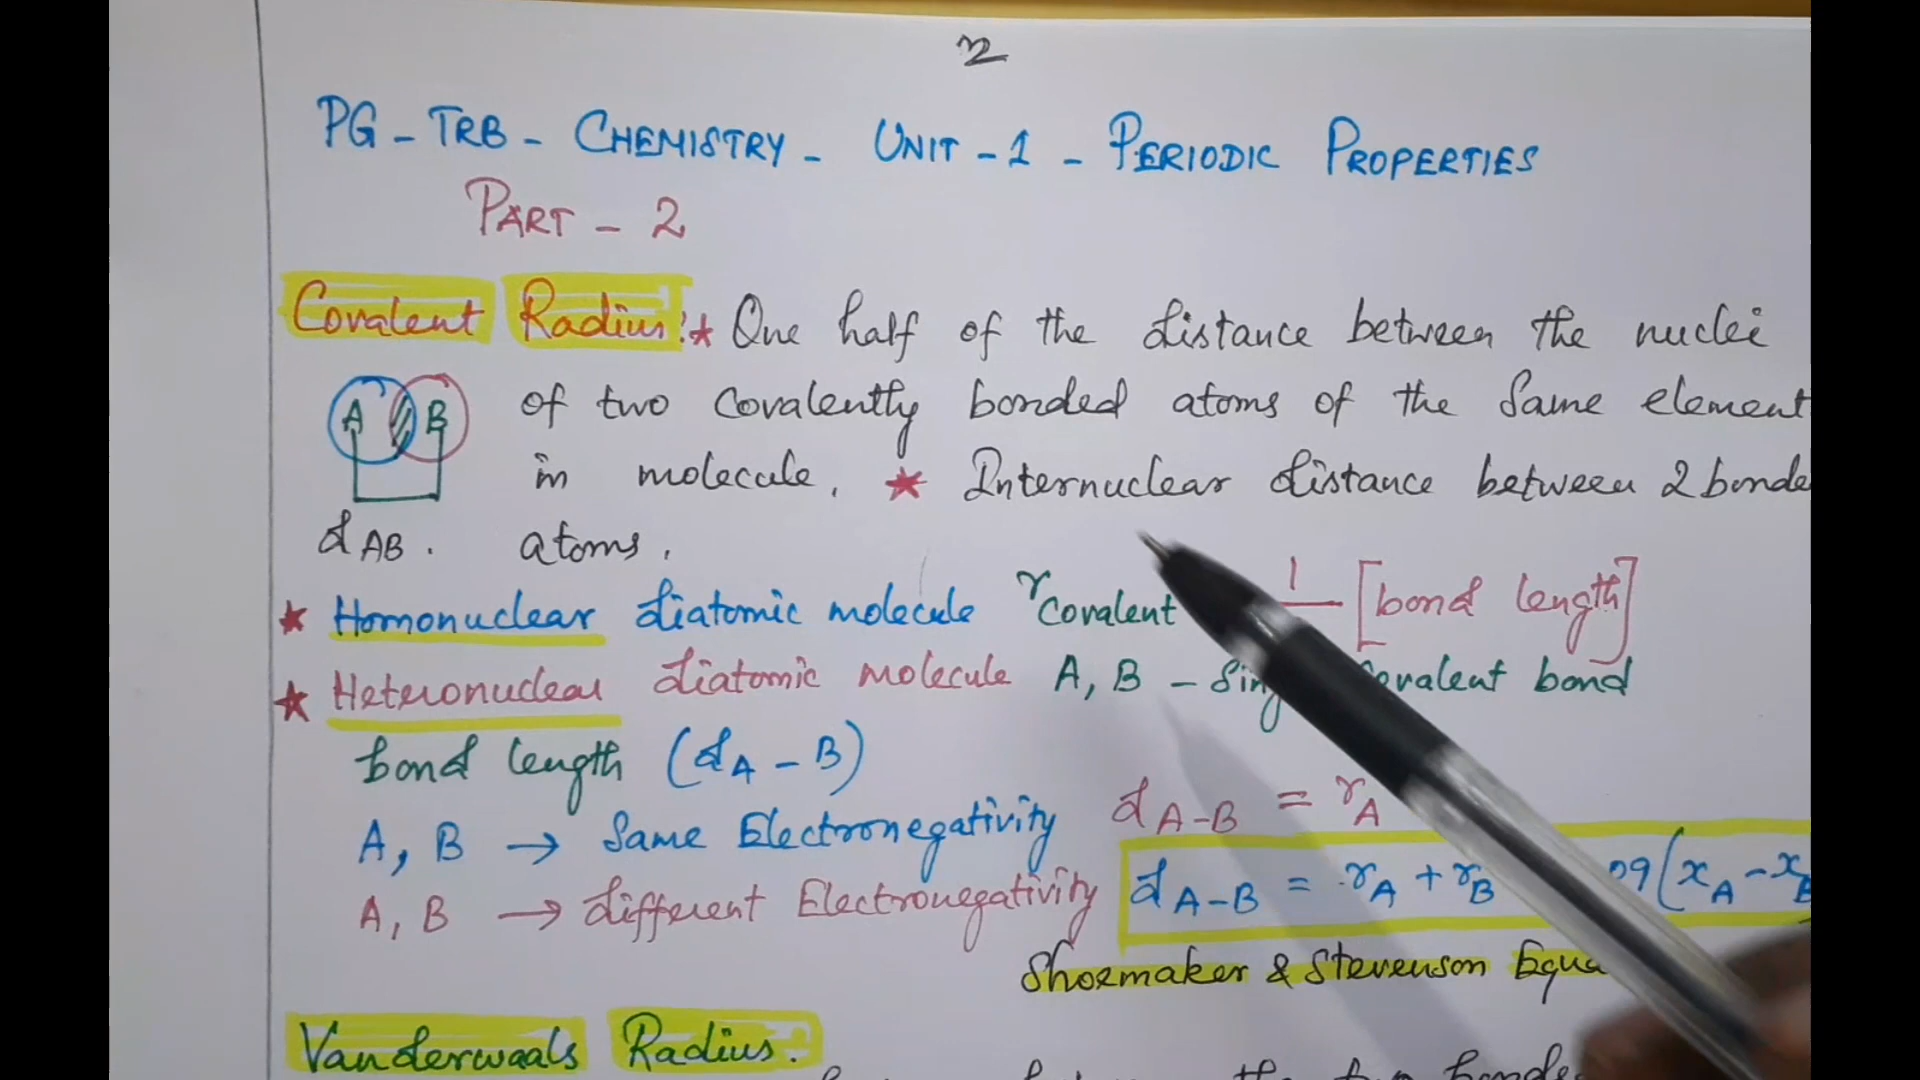 2
PG - TRB - CHEMISTRY - UNIT - 1 - PERIODIC PROPERTIES
PART - 2
Covalent Radius: ★ One half of the distance between the nuclei
A B of two covalently bonded atoms of the same element
in molecule. ★ Internuclear distance between 2 bonde
dAB. atoms.
★ Homonuclear diatomic molecule rcovalent 1 [bond length]
★ Heteronuclear diatomic molecule A, B - covalent bond
bond length (dA - B)
A, B → Same Electronegativity dA-B = rA
A, B → different Electronegativity dA-B = rA + rB 09 (xA - xB
Shoemaker & Stevenson Equa
Vanderwaals Radius.